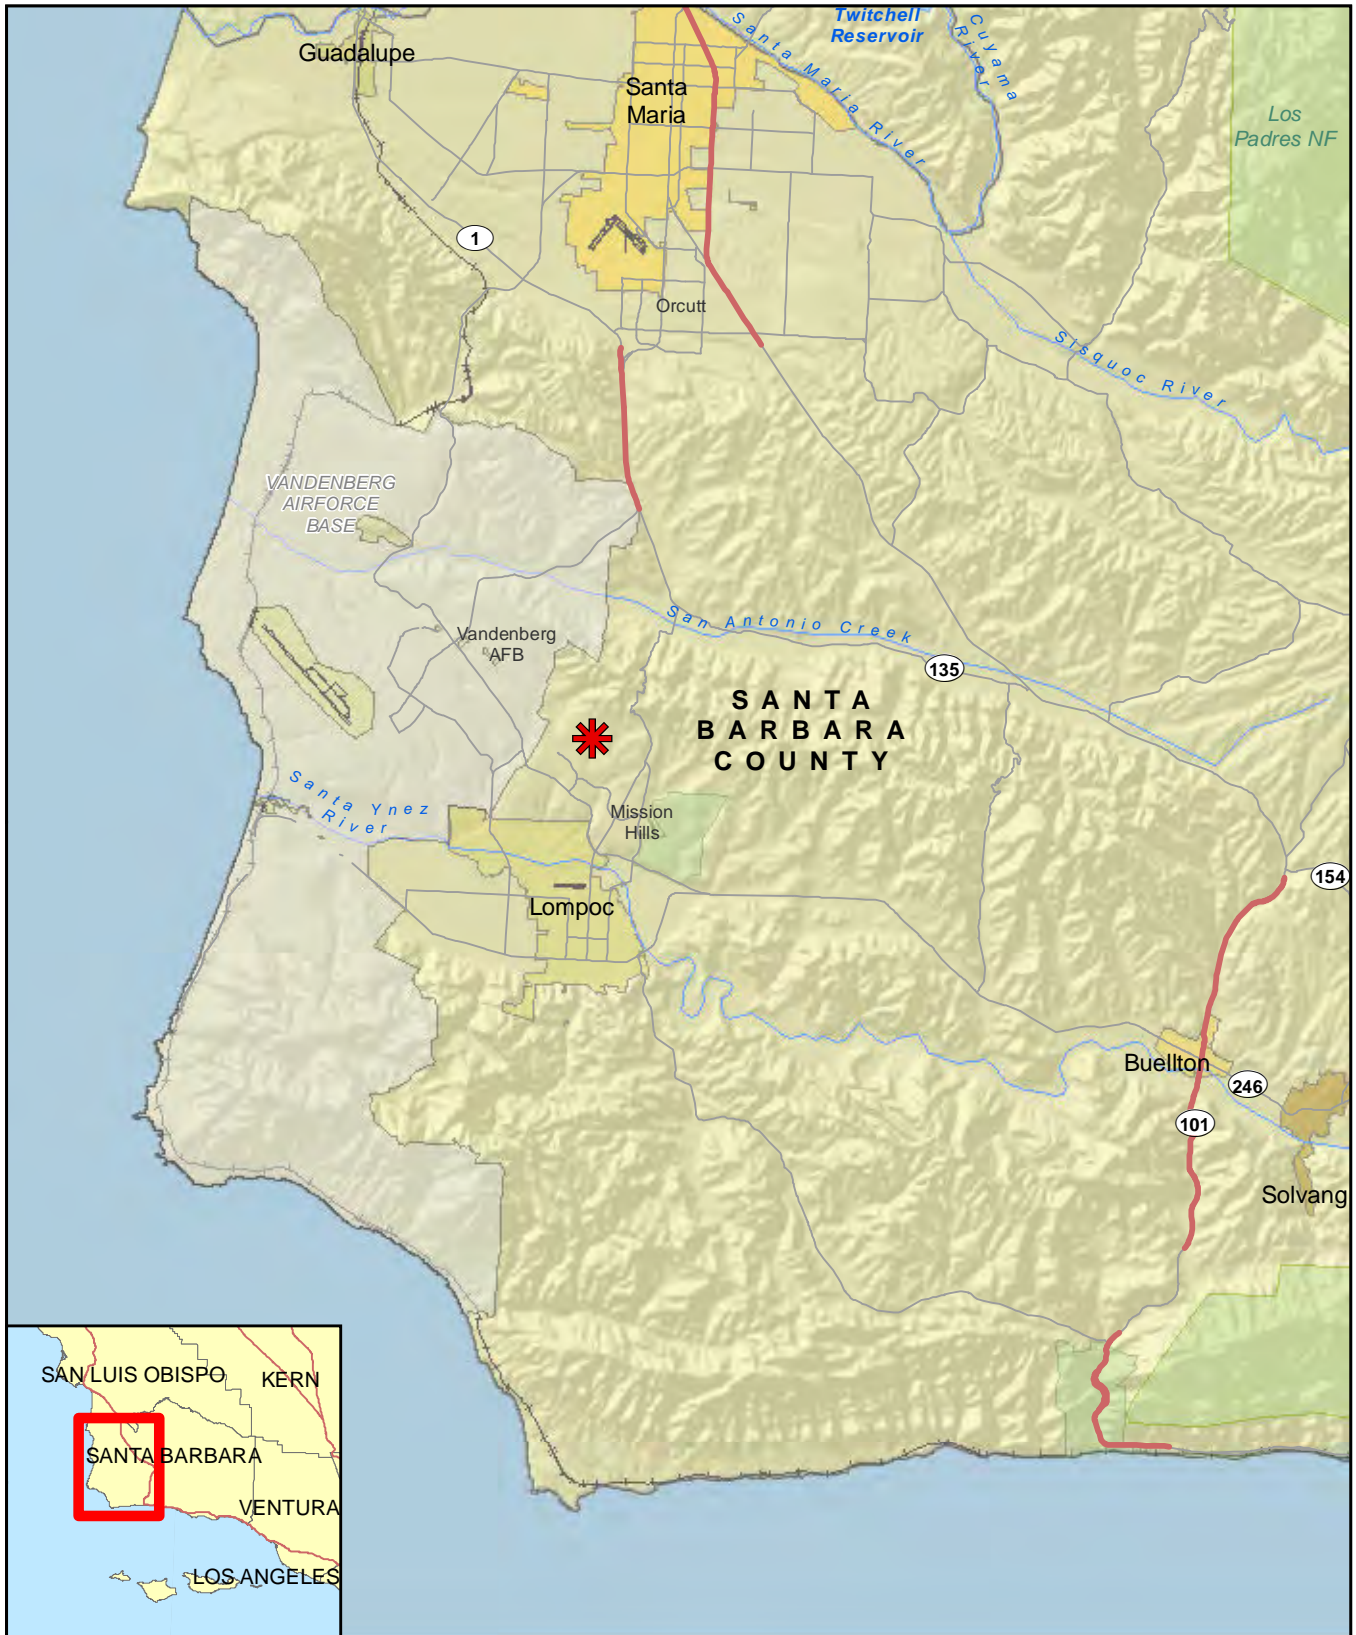 Twitchell
Reservoir
Cuyama
River
Guadalupe
Santa Maria River
Santa
Maria
Los
Padres NF
1
Orcutt
Sisquoc River
VANDENBERG
AIRFORCE
BASE
San Antonio Creek
Vandenberg
AFB
135
SANTA
BARBARA
COUNTY
Santa Ynez
River
Mission
Hills
154
Lompoc
Buellton
246
101
Solvang
SAN LUIS OBISPO
KERN
SANTA BARBARA
VENTURA
LOS ANGELES